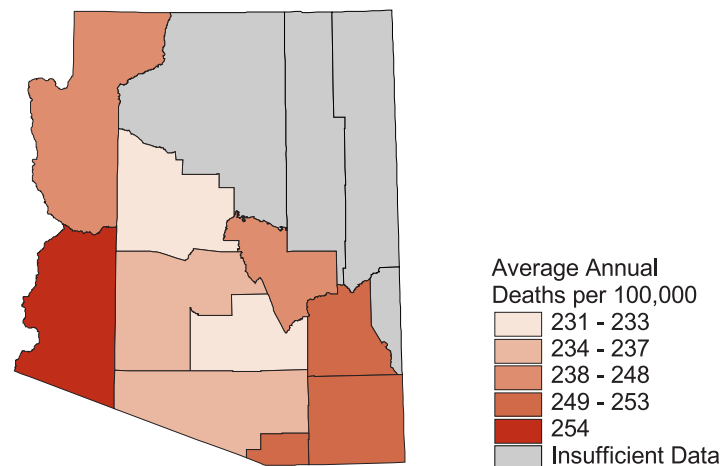 Average Annual
Deaths per 100,000
231 - 233
234 - 237
238 - 248
249 - 253
254
Insufficient Data